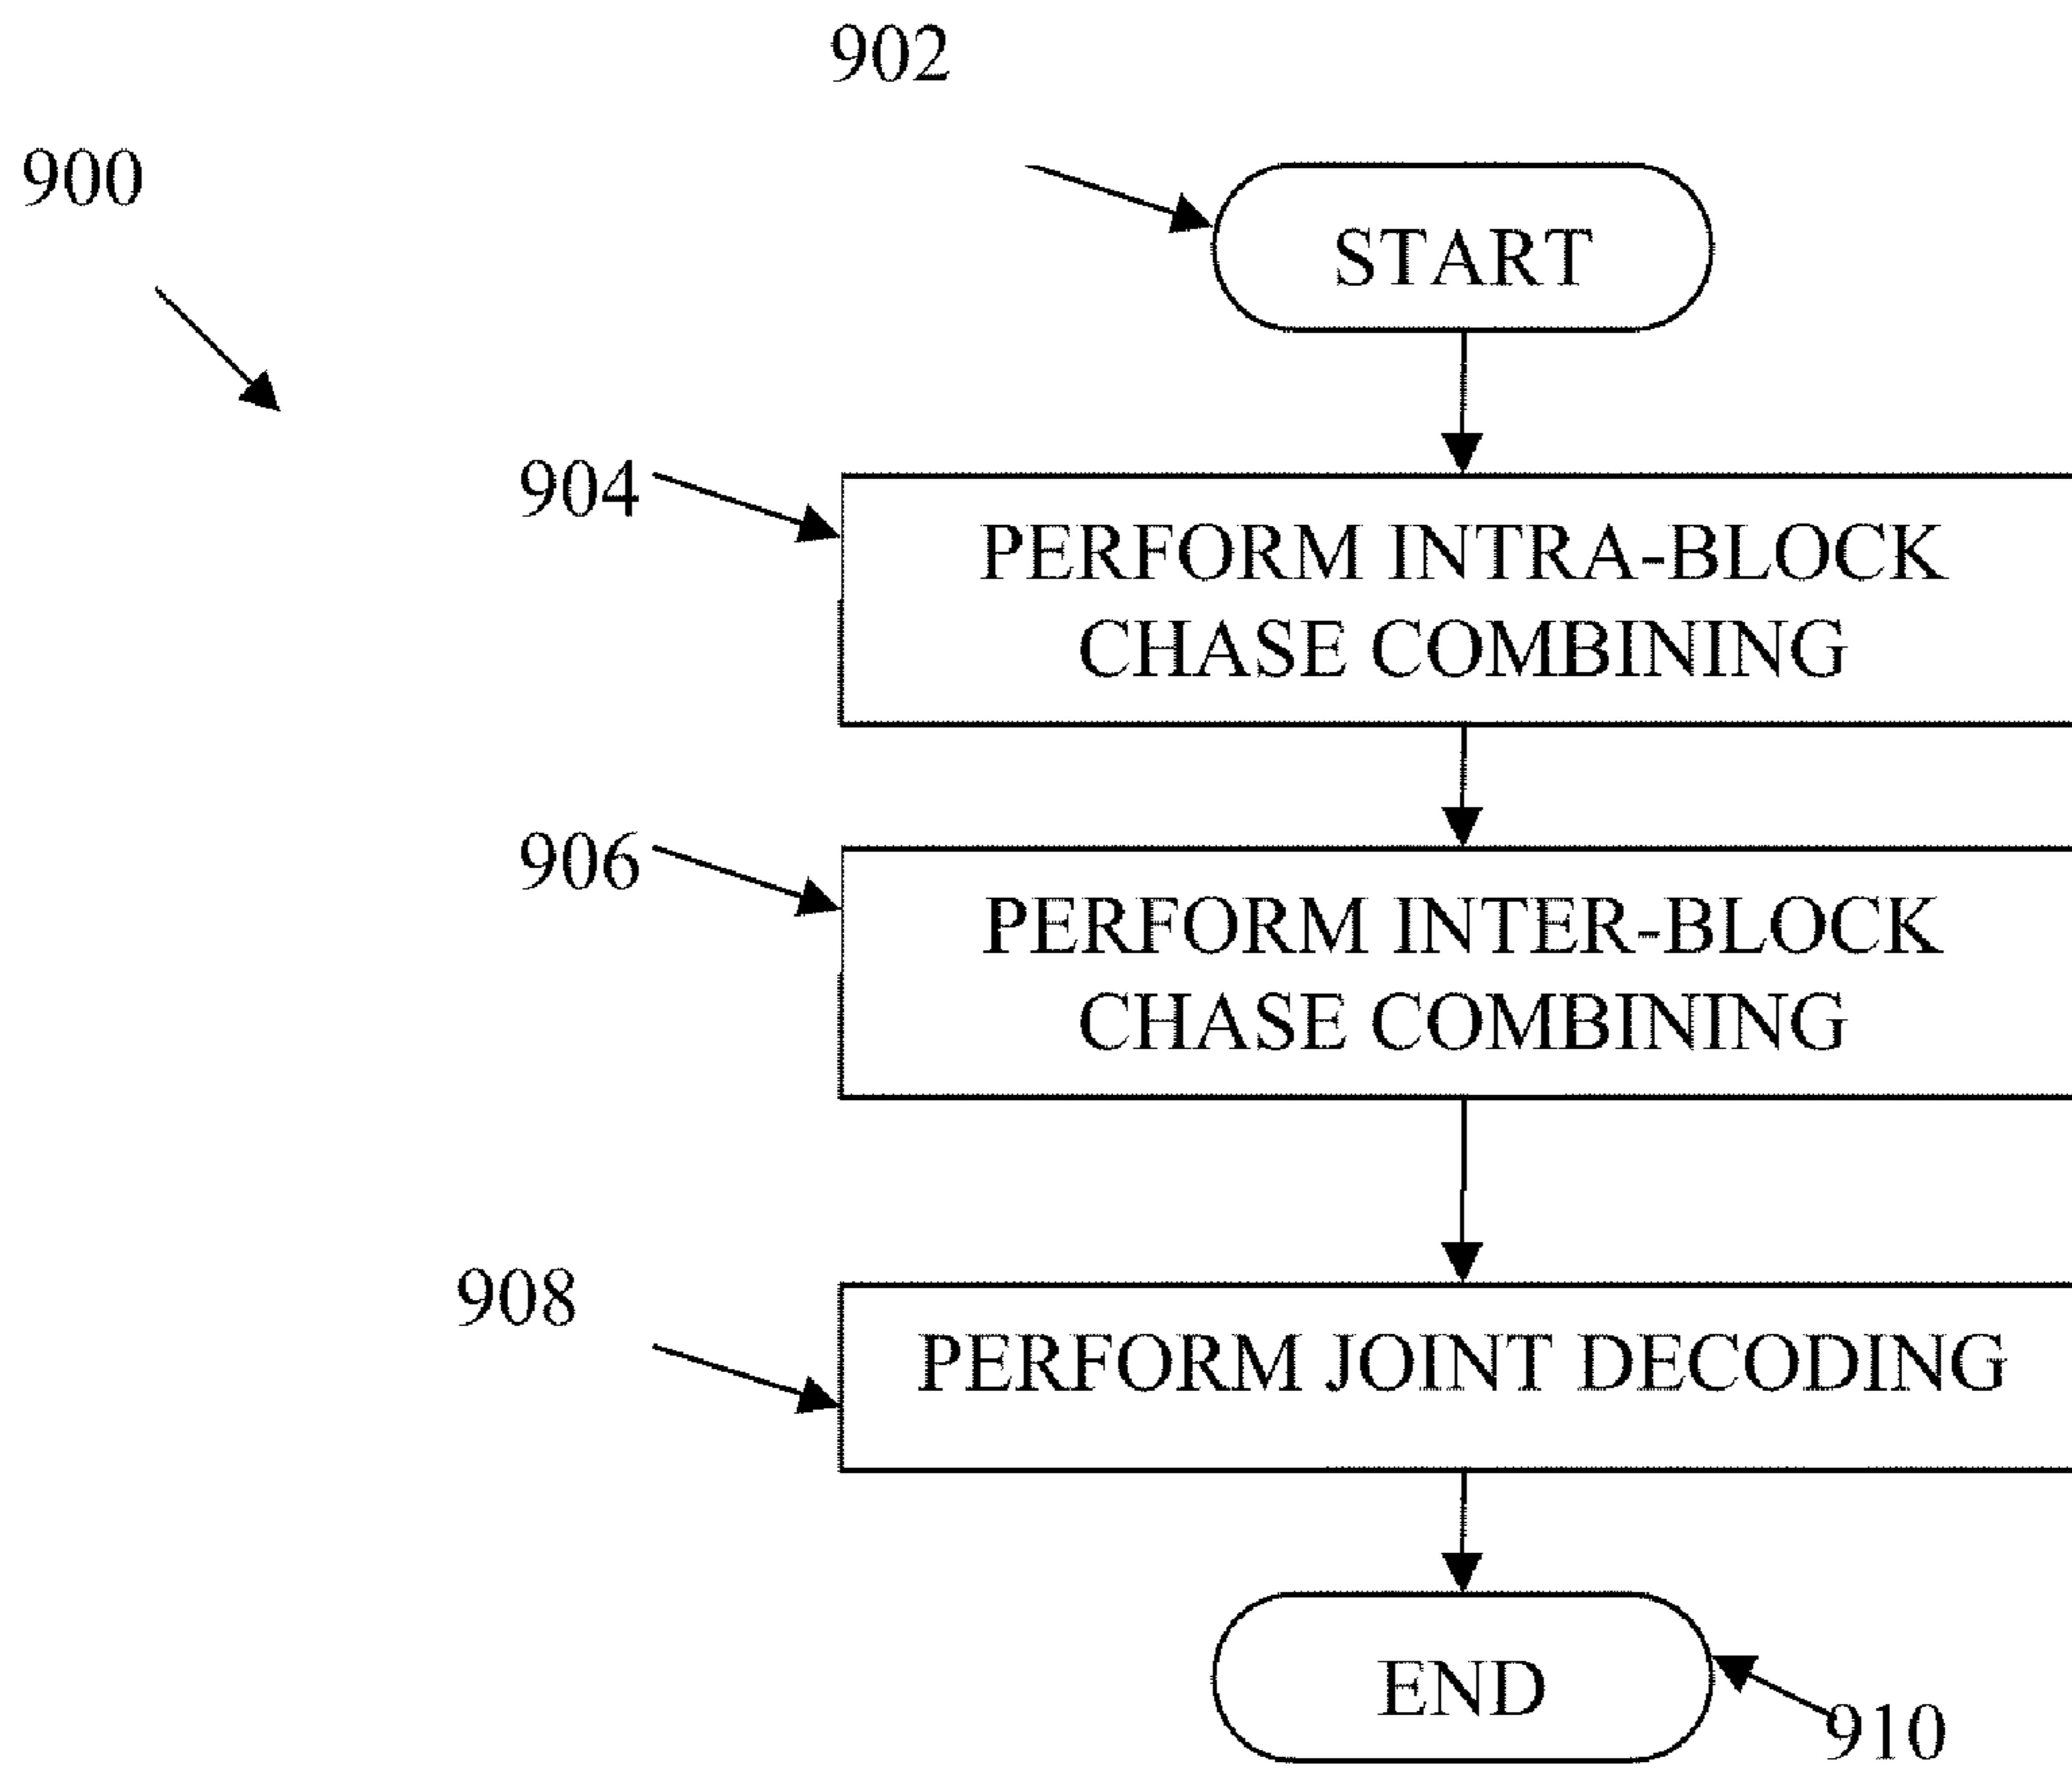 902
900
START
904
PERFORM INTRA-BLOCK
CHASE COMBINING
906
PERFORM INTER-BLOCK
CHASE COMBINING
908
PERFORM JOINT DECODING
END
910